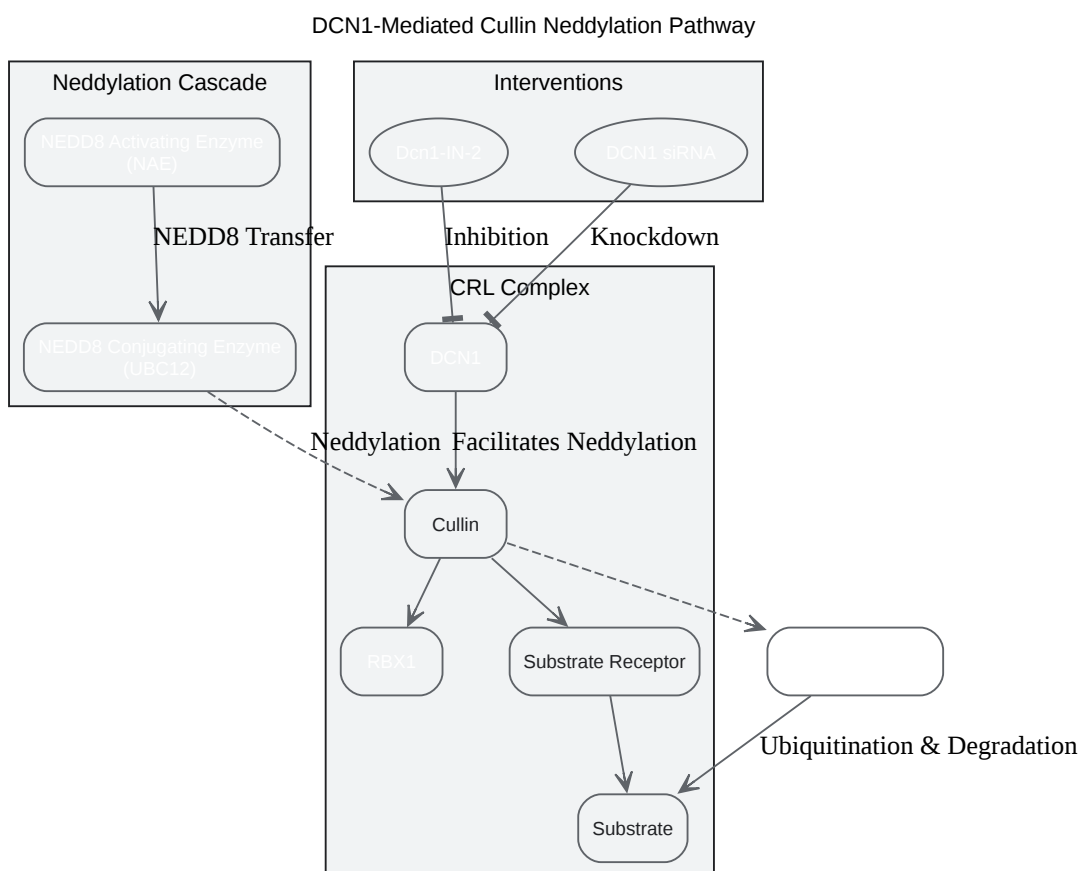 DCN1-Mediated Cullin Neddylation Pathway
Neddylation Cascade
Interventions
NEDD8 Activating Enzyme
(NAE)
Dcn1-IN-2
DCN1 siRNA
NEDD8 Transfer
Inhibition
Knockdown
CRL Complex
NEDD8 Conjugating Enzyme
(UBC12)
DCN1
Neddylation
Facilitates Neddylation
Cullin
RBX1
Substrate Receptor
Ubiquitination & Degradation
Substrate